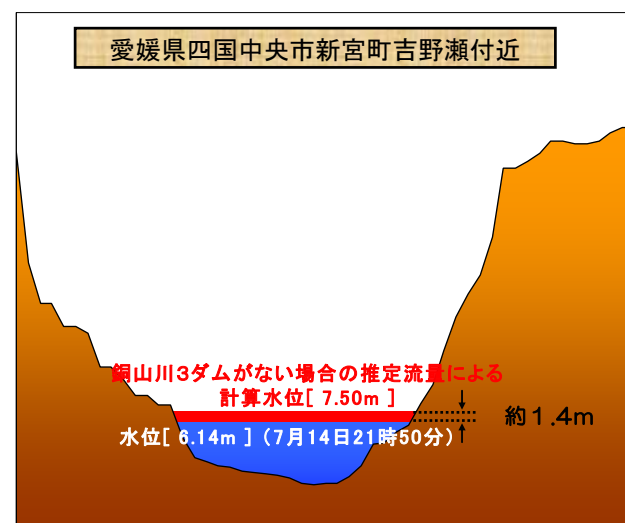 愛媛県四国中央市新宮町吉野瀬付近
銅山川3ダムがない場合の推定流量による
計算水位[ 7.50m ]
約1.4m
水位[ 6.14m ](7月14日21時50分)